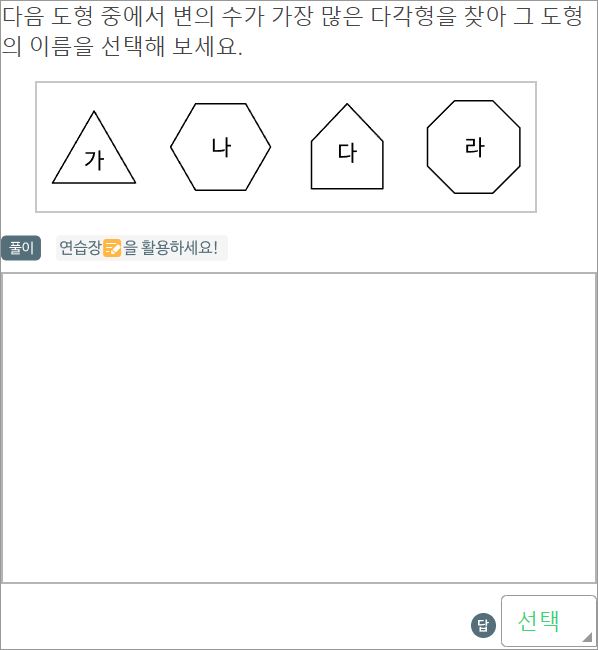 다음 도형 중에서 변의 수가 가장 많은 다각형을 찾아 그 도형
의 이름을 선택해 보세요.
가 나 다 라
풀이 연습장을 활용하세요!
답 선택